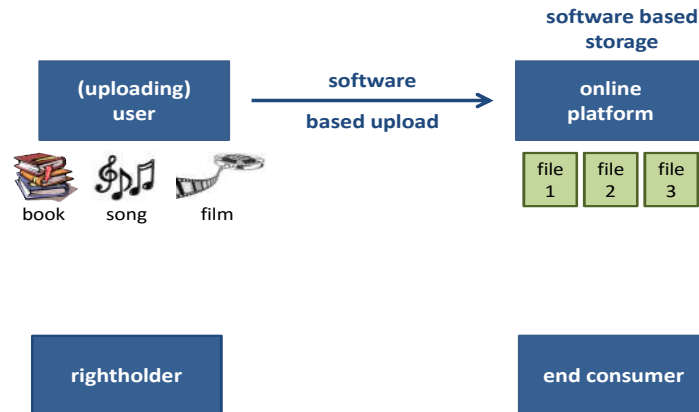 software based
storage
(uploading)
user
software
based upload
online
platform
book
song
film
file
1
file
2
file
3
rightholder
end consumer